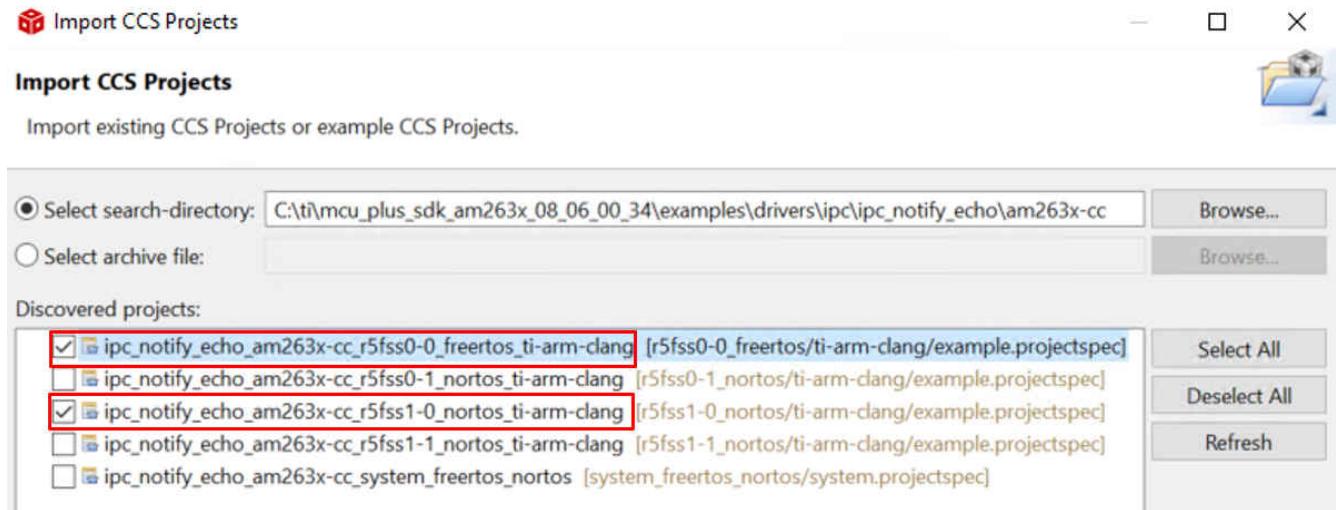 Import CCS Projects
Import CCS Projects
Import existing CCS Projects or example CCS Projects.
Select search-directory: C:\ti\mcu_plus_sdk_am263x_08_06_00_34\examples\drivers\ipc\ipc_notify_echo\am263x-cc Browse...
Select archive file: Browse...
Discovered projects:
ipc_notify_echo_am263x-cc_r5fss0-0_freertos_ti-arm-clang [r5fss0-0_freertos/ti-arm-clang/example.projectspec] Select All
ipc_notify_echo_am263x-cc_r5fss0-1_nortos_ti-arm-clang [r5fss0-1_nortos/ti-arm-clang/example.projectspec]
Deselect All
ipc_notify_echo_am263x-cc_r5fss1-0_nortos_ti-arm-clang [r5fss1-0_nortos/ti-arm-clang/example.projectspec]
ipc_notify_echo_am263x-cc_r5fss1-1_nortos_ti-arm-clang [r5fss1-1_nortos/ti-arm-clang/example.projectspec] Refresh
ipc_notify_echo_am263x-cc_system_freertos_nortos [system_freertos_nortos/system.projectspec]